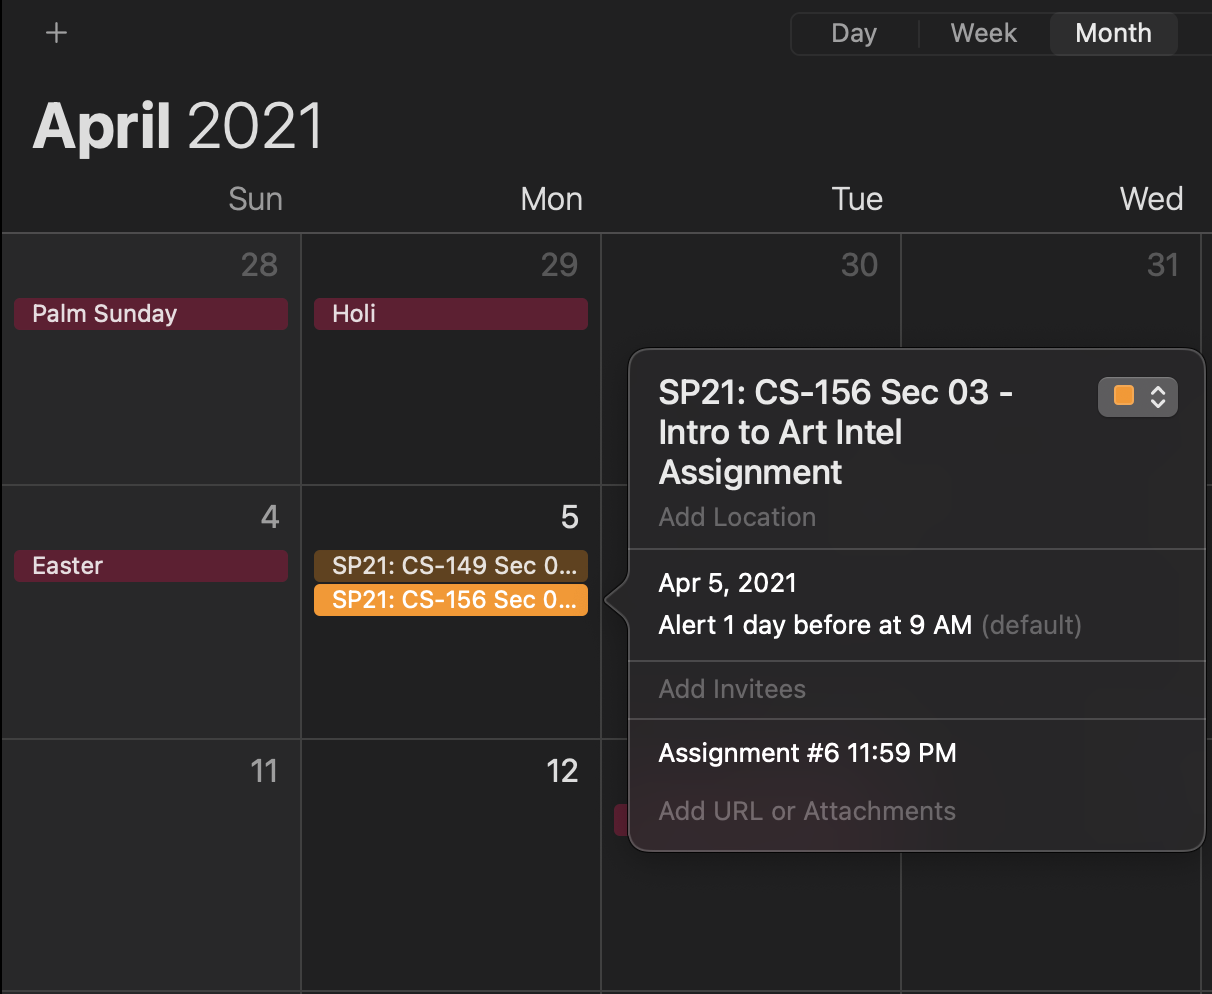 +
Day Week Month
April 2021
Sun Mon Tue Wed
28 29 30 31
Palm Sunday Holi
4 5
Easter
SP21: CS-149 Sec 0...
SP21: CS-156 Sec 0...
11 12
SP21: CS-156 Sec 03 -
Intro to Art Intel
Assignment
Add Location
Apr 5, 2021
Alert 1 day before at 9 AM (default)
Add Invitees
Assignment #6 11:59 PM
Add URL or Attachments